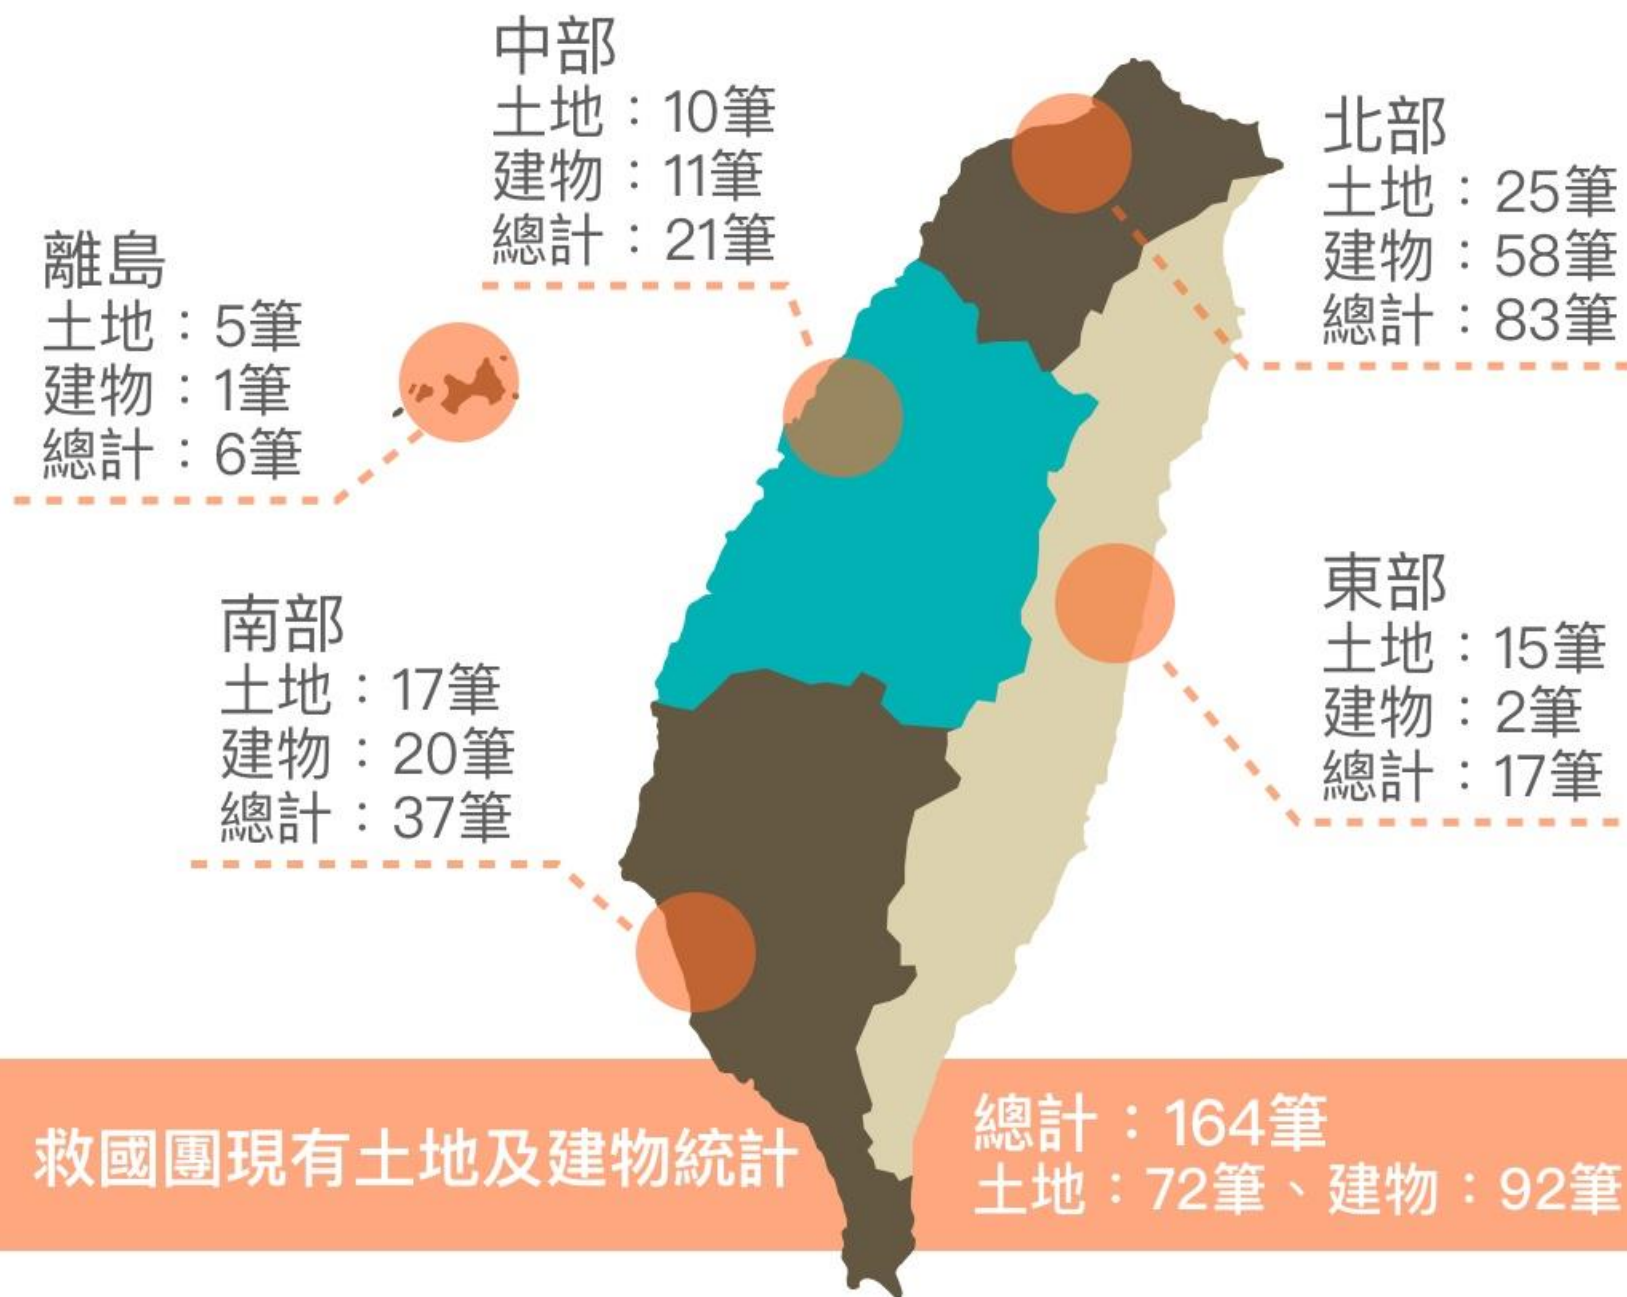 中部
土地：10筆
建物：11筆
總計：21筆
北部
土地：25筆
建物：58筆
總計：83筆
離島
土地：5筆
建物：1筆
總計：6筆
南部
土地：17筆
建物：20筆
總計：37筆
東部
土地：15筆
建物：2筆
總計：17筆
救國團現有土地及建物統計
總計：164筆
土地：72筆、建物：92筆